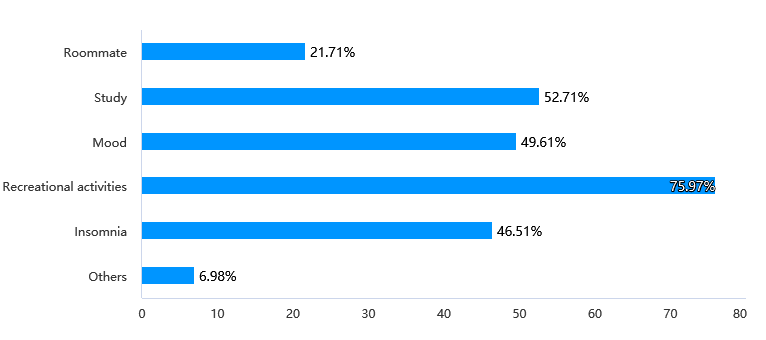 Roommate 21.71%
Study 52.71%
Mood 49.61%
Recreational activities 75.97%
Insomnia 46.51%
Others 6.98%
0 10 20 30 40 50 60 70 80